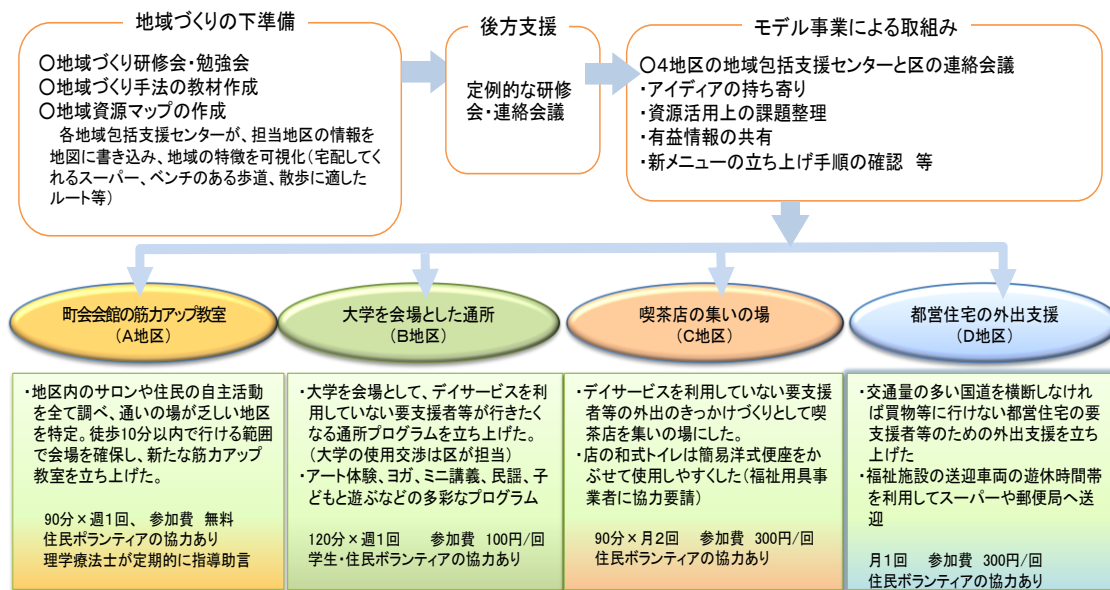 地域づくりの下準備
〇地域づくり研修会・勉強会
〇地域づくり手法の教材作成
〇地域資源マップの作成
各地域包括支援センターが、担当地区の情報を
地図に書き込み、地域の特徴を可視化（宅配してく
れるスーパー、ベンチのある歩道、散歩に適した
ルート等）
後方支援
定例的な研修
会・連絡会議
モデル事業による取組み
〇４地区の地域包括支援センターと区の連絡会議
・アイディアの持ち寄り
・資源活用上の課題整理
・有益情報の共有
・新メニューの立ち上げ手順の確認　等
町会会館の筋力アップ教室
（A地区）
・地区内のサロンや住民の自主活動
を全て調べ、通いの場が乏しい地区
を特定。徒歩10分以内で行ける範囲
で会場を確保し、新たな筋力アップ
教室を立ち上げた。
90分×週1回、　参加費　無料
住民ボランティアの協力あり
理学療法士が定期的に指導助言
大学を会場とした通所
（B地区）
・大学を会場として、デイサービスを利
用していない要支援者等が行きたく
なる通所プログラムを立ち上げた。
（大学の使用交渉は区が担当）
・アート体験、ヨガ、ミニ講義、民謡、子
どもと遊ぶなどの多彩なプログラム
120分×週1回　　参加費　100円/回
学生・住民ボランティアの協力あり
喫茶店の集いの場
（C地区）
・デイサービスを利用していない要支援
者等の外出のきっかけづくりとして喫
茶店を集いの場にした。
・店の和式トイレは簡易洋式便座をか
ぶせて使用しやすくした（福祉用具事
業者に協力要請）
90分×月2回　参加費　300円/回
住民ボランティアの協力あり
都営住宅の外出支援
（D地区）
・交通量の多い国道を横断しなけれ
ば買物等に行けない都営住宅の要
支援者等のための外出支援を立ち
上げた
・福祉施設の送迎車両の遊休時間帯
を利用してスーパーや郵便局へ送
迎
月1回　参加費　300円/回
住民ボランティアの協力あり